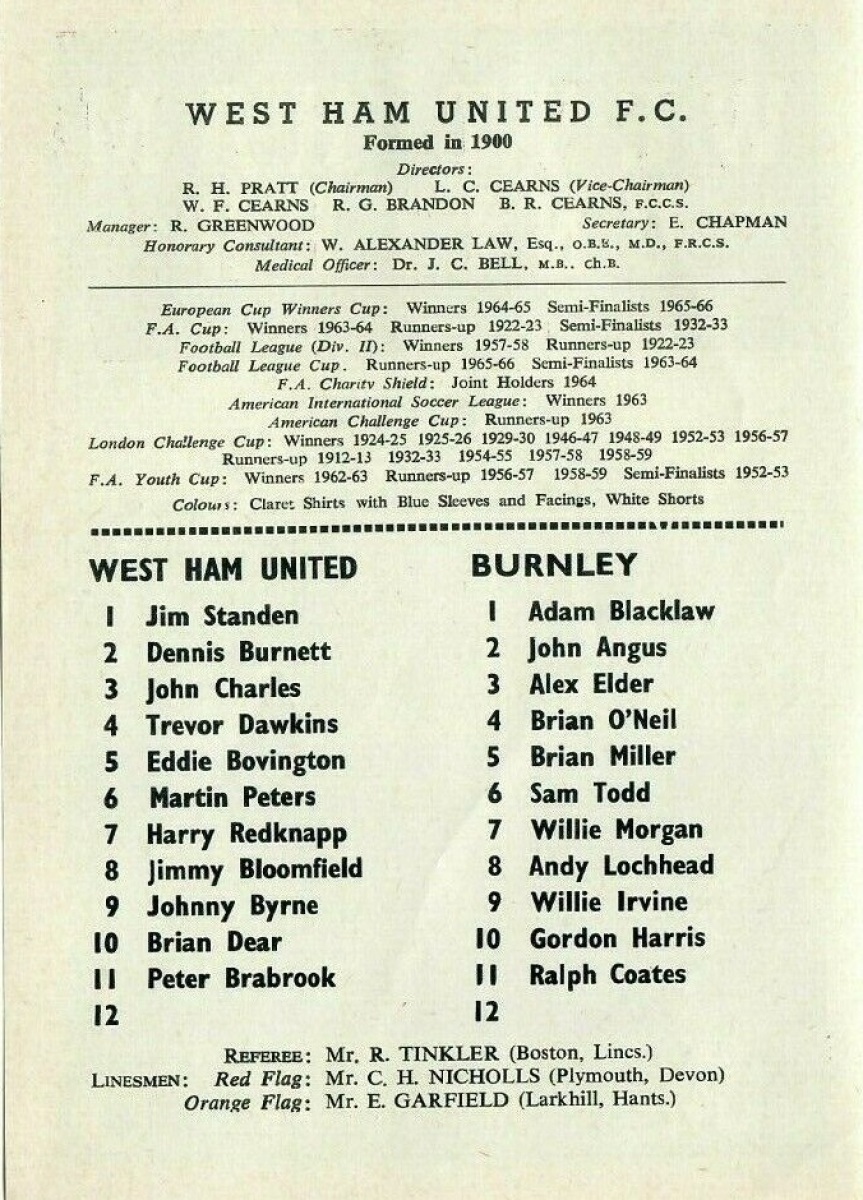 WEST HAM UNITED F.C.
Formed in 1900
Directors:
R. H. PRATT (Chairman) L. C. CEARNS (Vice-Chairman)
W. F. CEARNS R. G. BRANDON B. R. CEARNS, F.C.C.S.
Manager: R. GREENWOOD Secretary: E. CHAPMAN
Honorary Consultant: W. ALEXANDER LAW, Esq., O.B.E., M.D., F.R.C.S.
Medical Officer: Dr. J. C. BELL, M.B., Ch.B.
European Cup Winners Cup: Winners 1964-65 Semi-Finalists 1965-66
F.A. Cup: Winners 1963-64 Runners-up 1922-23 Semi-Finalists 1932-33
Football League (Div. II): Winners 1957-58 Runners-up 1922-23
Football League Cup. Runners-up 1965-66 Semi-Finalists 1963-64
F.A. Charity Shield: Joint Holders 1964
American International Soccer League: Winners 1963
American Challenge Cup: Runners-up 1963
London Challenge Cup: Winners 1924-25 1925-26 1929-30 1946-47 1948-49 1952-53 1956-57
Runners-up 1912-13 1932-33 1954-55 1957-58 1958-59
F.A. Youth Cup: Winners 1962-63 Runners-up 1956-57 1958-59 Semi-Finalists 1952-53
Colours: Claret Shirts with Blue Sleeves and Facings, White Shorts
WEST HAM UNITED
1 Jim Standen
2 Dennis Burnett
3 John Charles
4 Trevor Dawkins
5 Eddie Bovington
6 Martin Peters
7 Harry Redknapp
8 Jimmy Bloomfield
9 Johnny Byrne
10 Brian Dear
11 Peter Brabrook
12
BURNLEY
1 Adam Blacklaw
2 John Angus
3 Alex Elder
4 Brian O'Neil
5 Brian Miller
6 Sam Todd
7 Willie Morgan
8 Andy Lochhead
9 Willie Irvine
10 Gordon Harris
11 Ralph Coates
12
REFEREE: Mr. R. TINKLER (Boston, Lincs.)
LINESMEN: Red Flag: Mr. C. H. NICHOLLS (Plymouth, Devon)
Orange Flag: Mr. E. GARFIELD (Larkhill, Hants.)